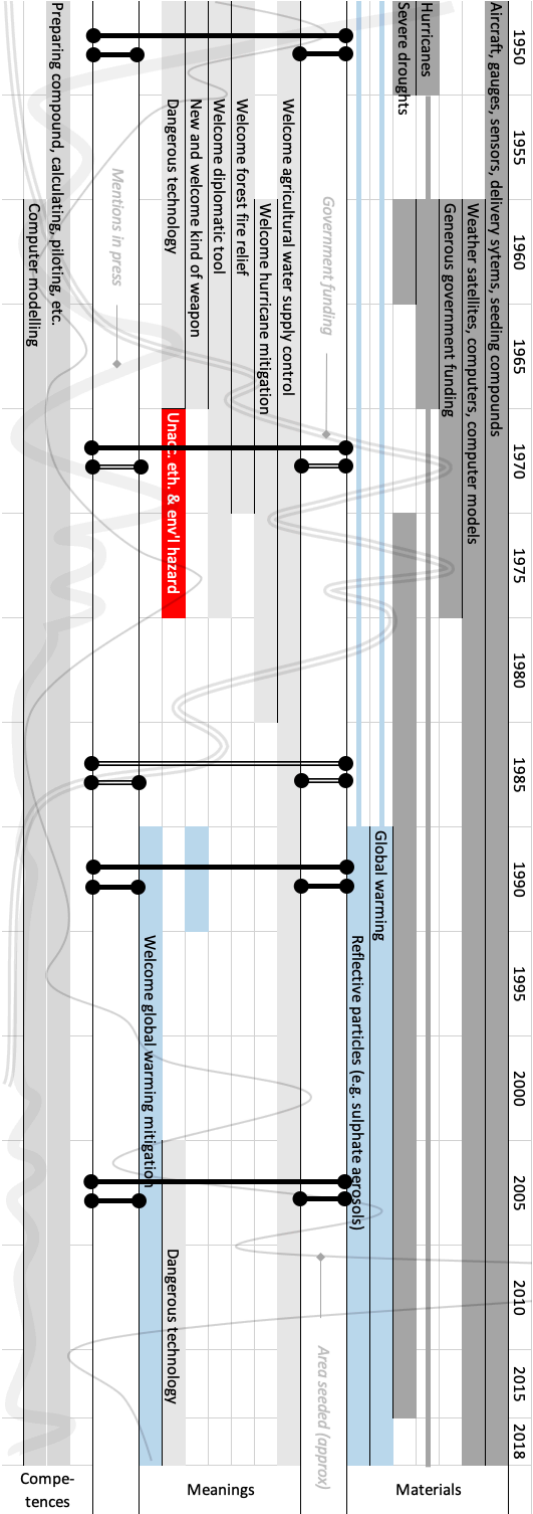 1950
1955
1960
1965
1970
1975
1980
1985
1990
1995
2000
2005
2010
2015
2018
Aircraft, gauges, sensors, delivery sytems, seeding compounds
Weather satellites, computers, computer models
Generous government funding
Hurricanes
Severe droughts
Global warming
Reflective particles (e.g. sulphate aerosols)
Materials
Government funding
Area seeded (approx)
Welcome agricultural water supply control
Welcome hurricane mitigation
Welcome forest fire relief
Welcome diplomatic tool
New and welcome kind of weapon
Dangerous technology
Unac. eth. & env'l hazard
Dangerous technology
Welcome global warming mitigation
Meanings
Mentions in press
Preparing compound, calculating, piloting, etc.
Computer modelling
Compe-
tences